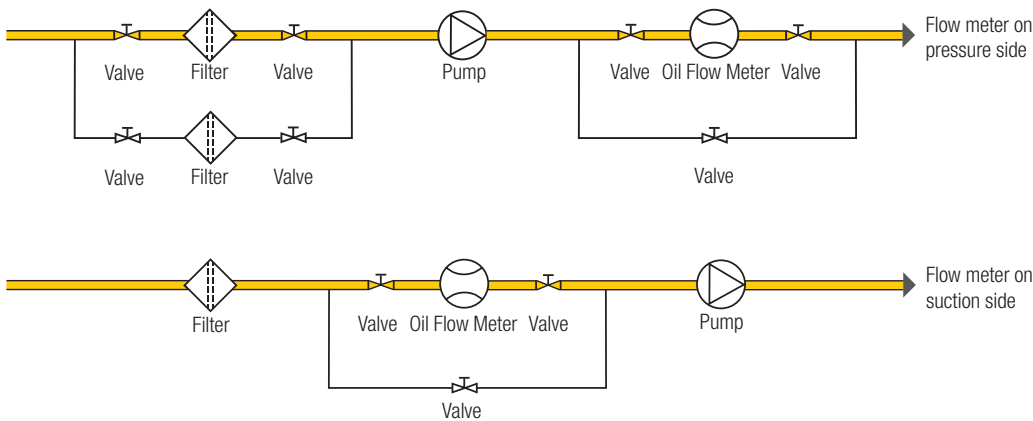 Flow meter on
pressure side
Valve Filter Valve Pump Valve Oil Flow Meter Valve
Valve Filter Valve Valve
Flow meter on
suction side
Filter Valve Oil Flow Meter Valve Pump
Valve